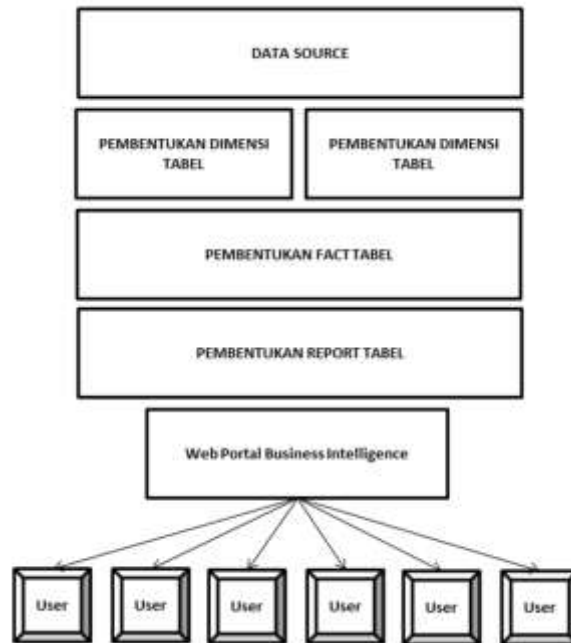 DATA SOURCE
PEMBENTUKAN DIMENSI
TABEL
PEMBENTUKAN DIMENSI
TABEL
PEMBENTUKAN FACT TABEL
PEMBENTUKAN REPORT TABEL
Web Portal Business Intelligence
User
User
User
User
User
User